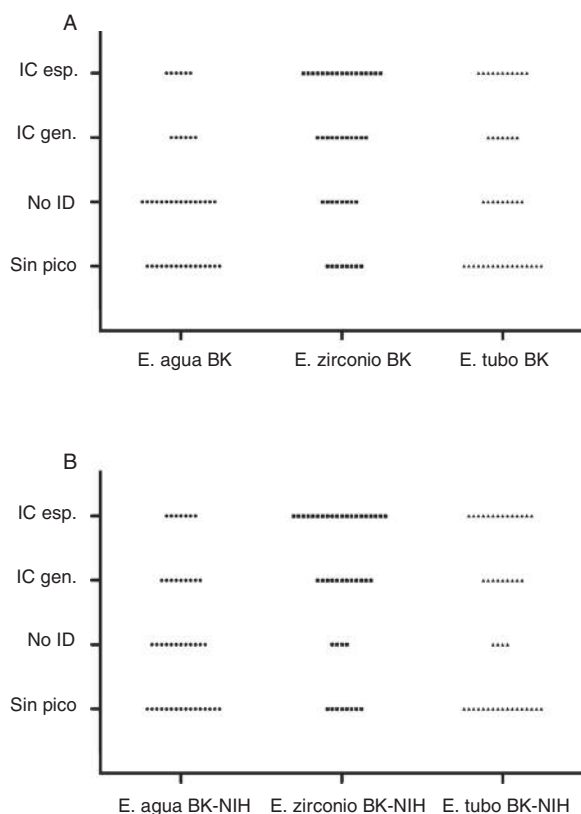 A
IC esp.
IC gen.
No ID
Sin pico
E. agua BK E. zirconio BK E. tubo BK
B
IC esp.
IC gen.
No ID
Sin pico
E. agua BK-NIH E. zirconio BK-NIH E. tubo BK-NIH